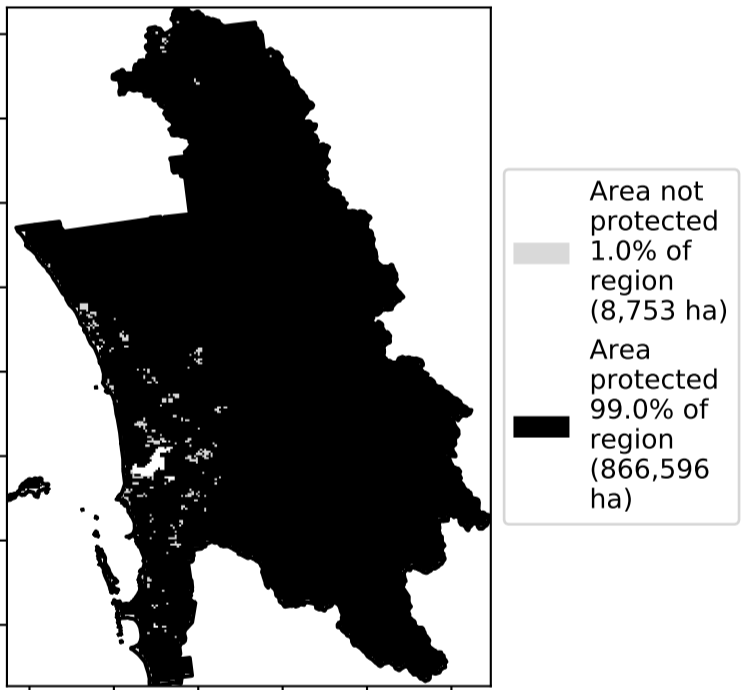 Area not
protected
1.0% of
region
(8,753 ha)
Area
protected
99.0% of
region
(866,596
ha)